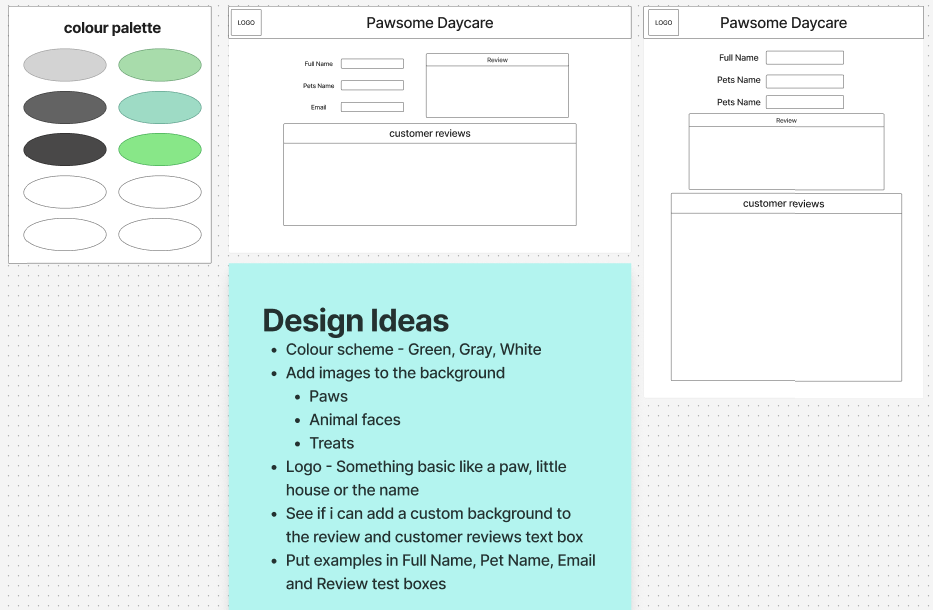 colour palette
LOGO
Pawsome Daycare
Full Name
Pets Name
Email
Review
customer reviews
LOGO
Pawsome Daycare
Full Name
Pets Name
Pets Name
Review
customer reviews
Design Ideas
• Colour scheme - Green, Gray, White
• Add images to the background
• Paws
• Animal faces
• Treats
• Logo - Something basic like a paw, little
house or the name
• See if i can add a custom background to
the review and customer reviews text box
• Put examples in Full Name, Pet Name, Email
and Review test boxes